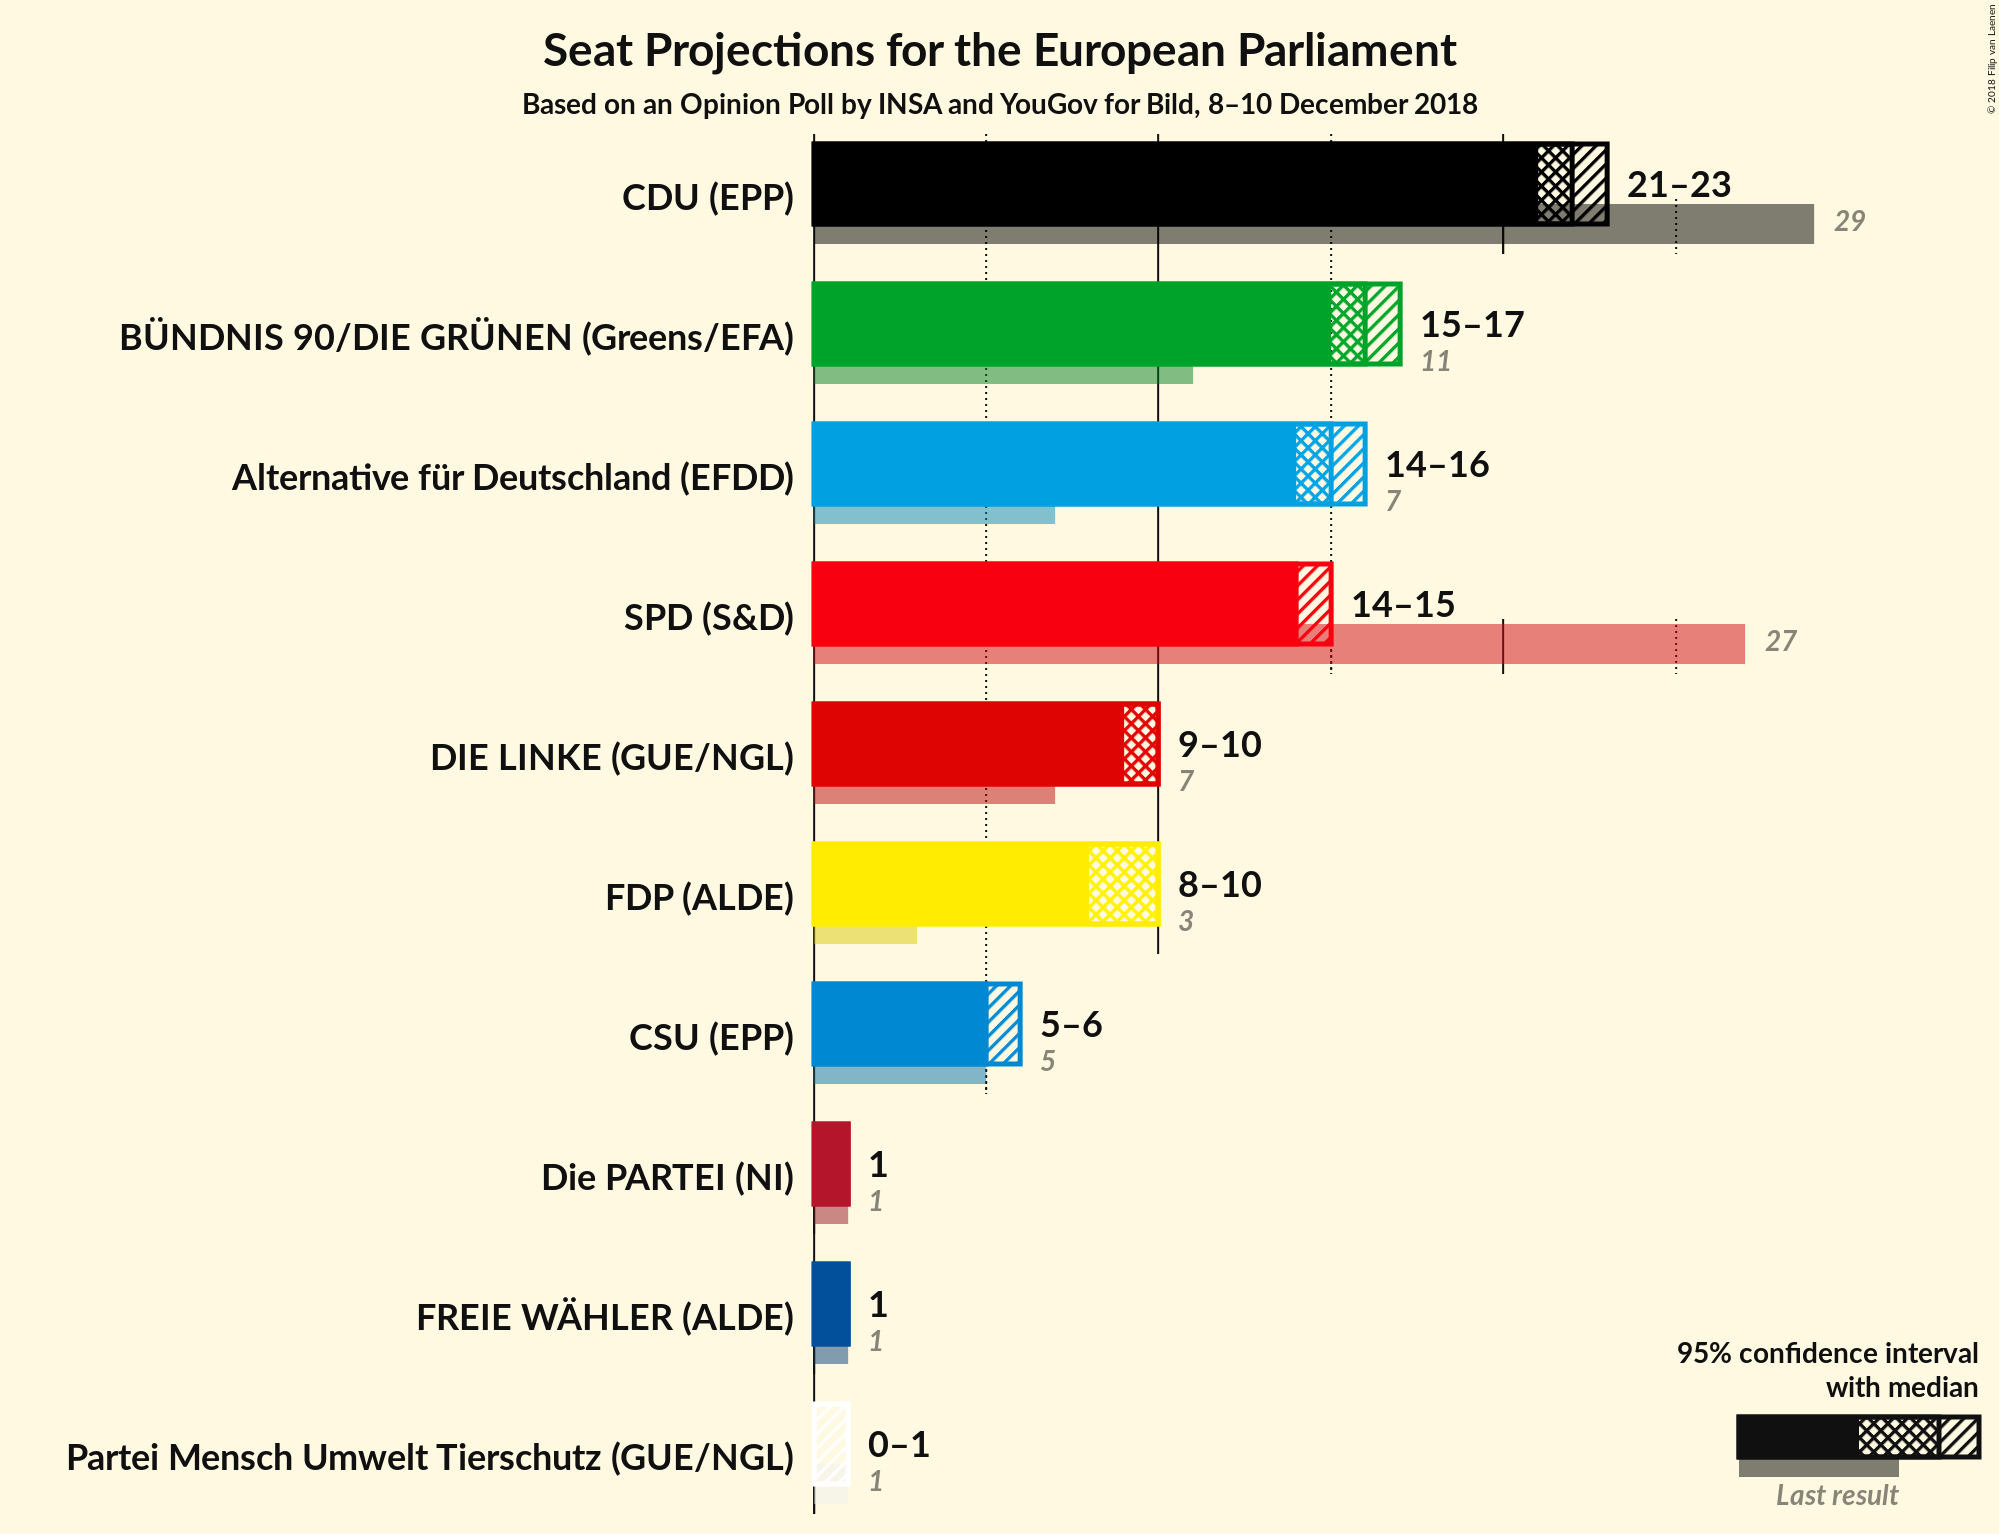 Seat Projections for the European Parliament
Based on an Opinion Poll by INSA and YouGov for Bild, 8–10 December 2018
© 2018 Filip van Laenen
CDU (EPP)
21–23
29
BÜNDNIS 90/DIE GRÜNEN (Greens/EFA)
15–17
11
Alternative für Deutschland (EFDD)
14–16
7
SPD (S&D)
14–15
27
DIE LINKE (GUE/NGL)
9–10
7
FDP (ALDE)
8–10
3
CSU (EPP)
5–6
5
Die PARTEI (NI)
1
1
FREIE WÄHLER (ALDE)
1
1
Partei Mensch Umwelt Tierschutz (GUE/NGL)
0–1
1
95% confidence interval
with median
Last result